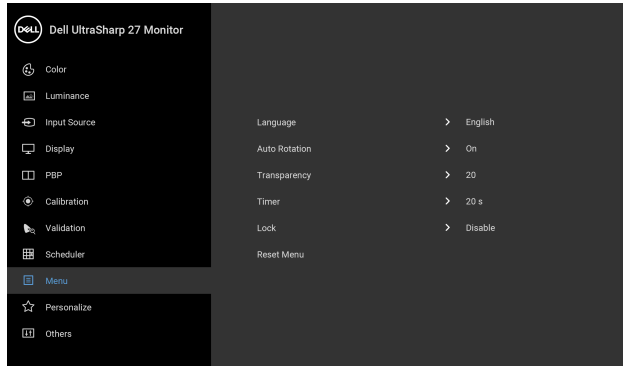 DELL Dell UltraSharp 27 Monitor
Color
Luminance
Input Source
Display
PBP
Calibration
Validation
Scheduler
Menu
Personalize
Others
Language English
Auto Rotation On
Transparency 20
Timer 20 s
Lock Disable
Reset Menu